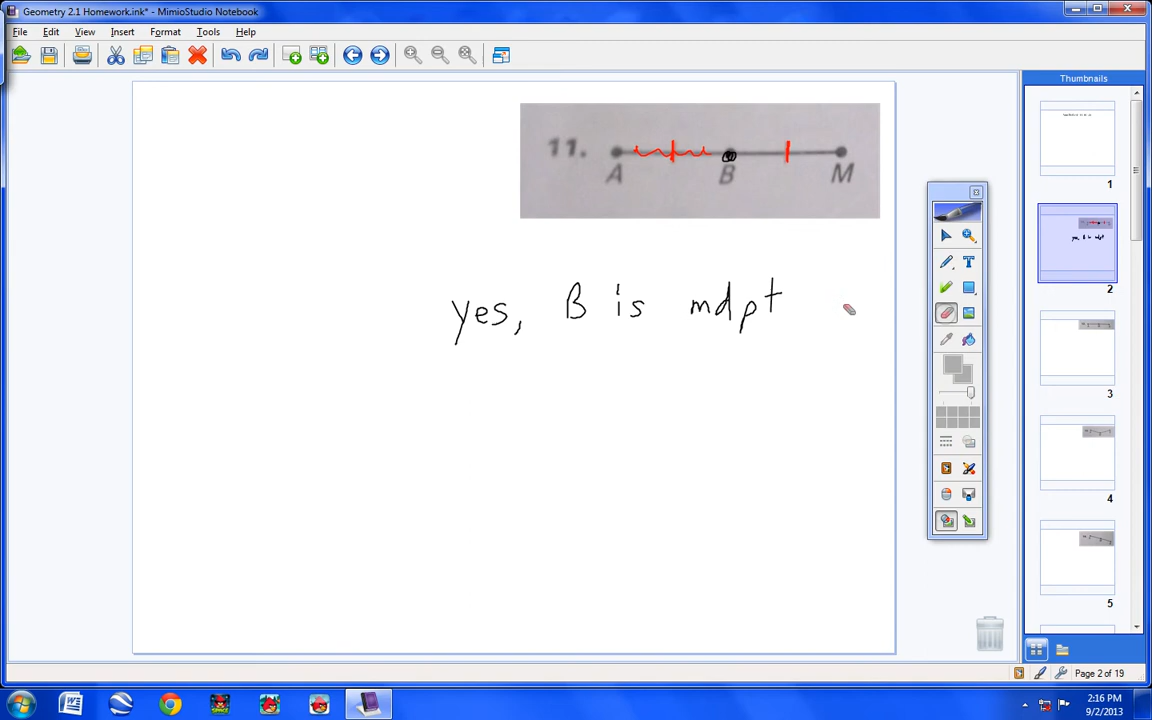 Geometry 2.1 Homework.ink* - MimioStudio Notebook
File Edit View Insert Format Tools Help
Thumbnails
11.
A B M
yes, B is mdpt
1
2
3
4
5
Page 2 of 19
2:16 PM
9/2/2013